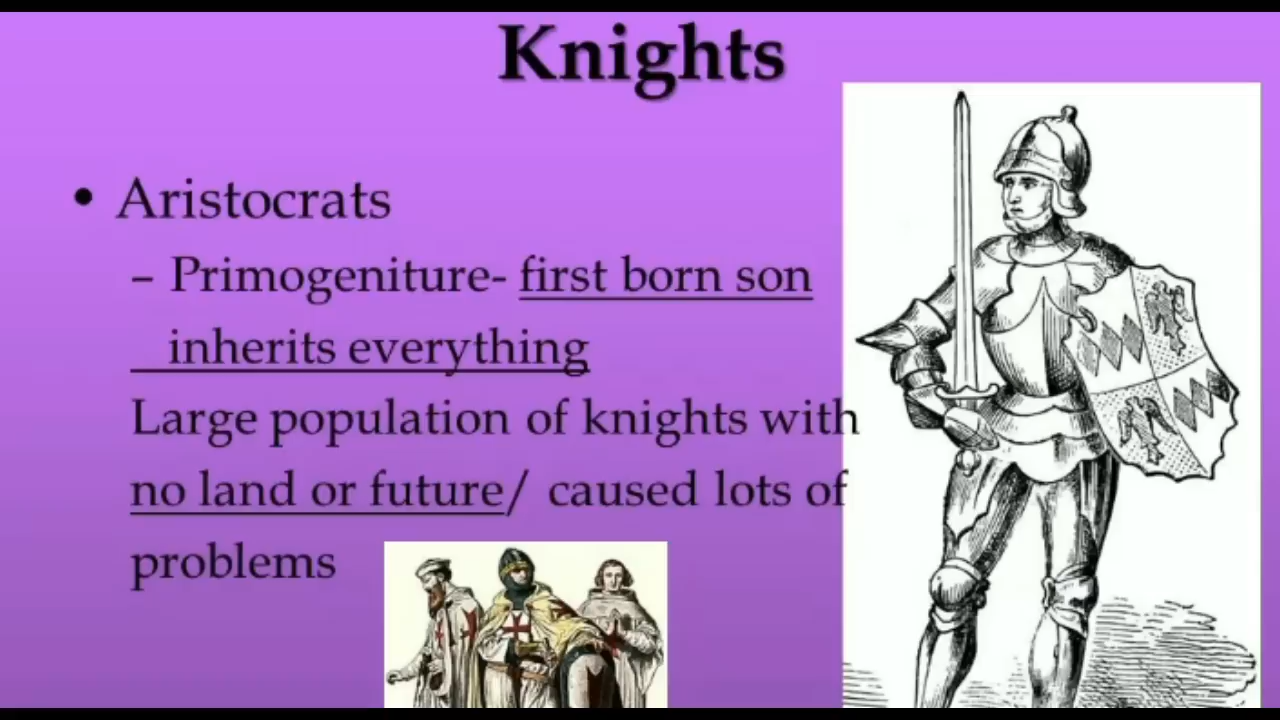 Knights
• Aristocrats
– Primogeniture- first born son
inherits everything
Large population of knights with
no land or future/ caused lots of
problems